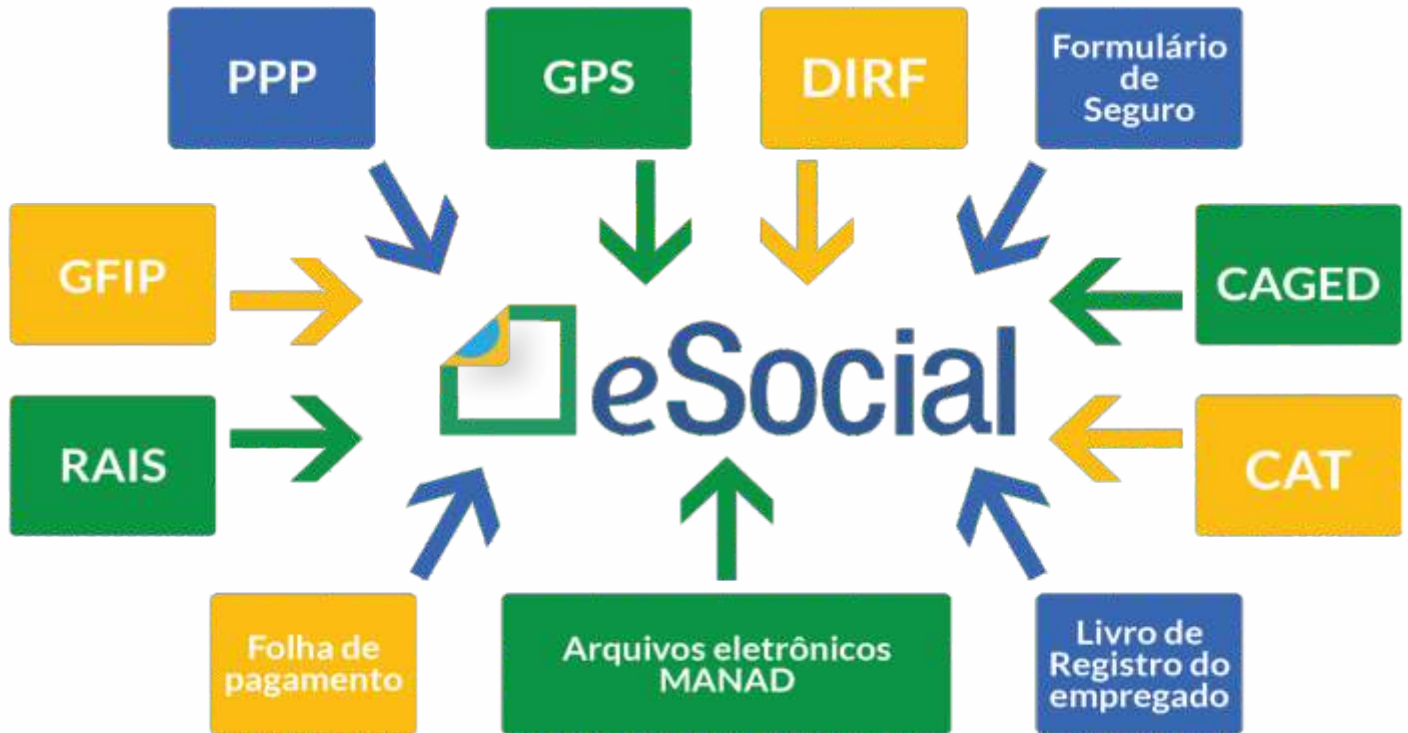 PPP
GPS
DIRF
Formulário
de
Seguro
GFIP
CAGED
eSocial
RAIS
CAT
Folha de
pagamento
Arquivos eletrônicos
MANAD
Livro de
Registro do
empregado